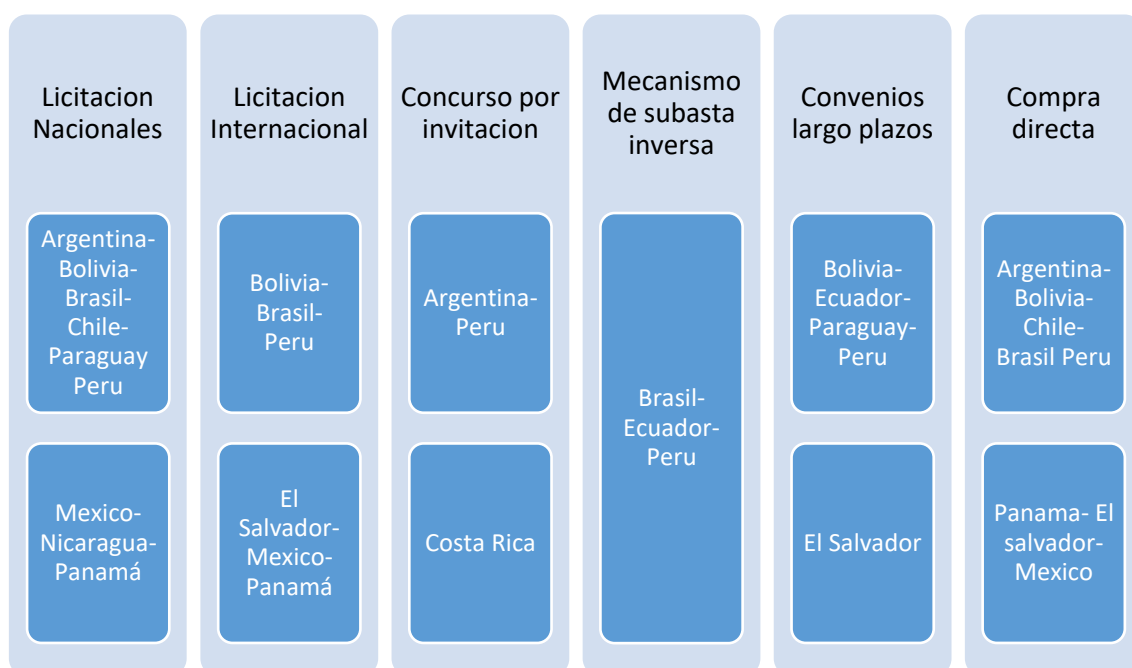 Licitacion
Nacionales
Argentina-
Bolivia-
Brasil-
Chile-
Paraguay
Peru
Mexico-
Nicaragua-
Panamá
Licitacion
Internacional
Bolivia-
Brasil-
Peru
El
Salvador-
Mexico-
Panamá
Concurso por
invitacion
Argentina-
Peru
Costa Rica
Mecanismo
de subasta
inversa
Brasil-
Ecuador-
Peru
Convenios
largo plazos
Bolivia-
Ecuador-
Paraguay-
Peru
El Salvador
Compra
directa
Argentina-
Bolivia-
Chile-
Brasil Peru
Panama- El
salvador-
Mexico